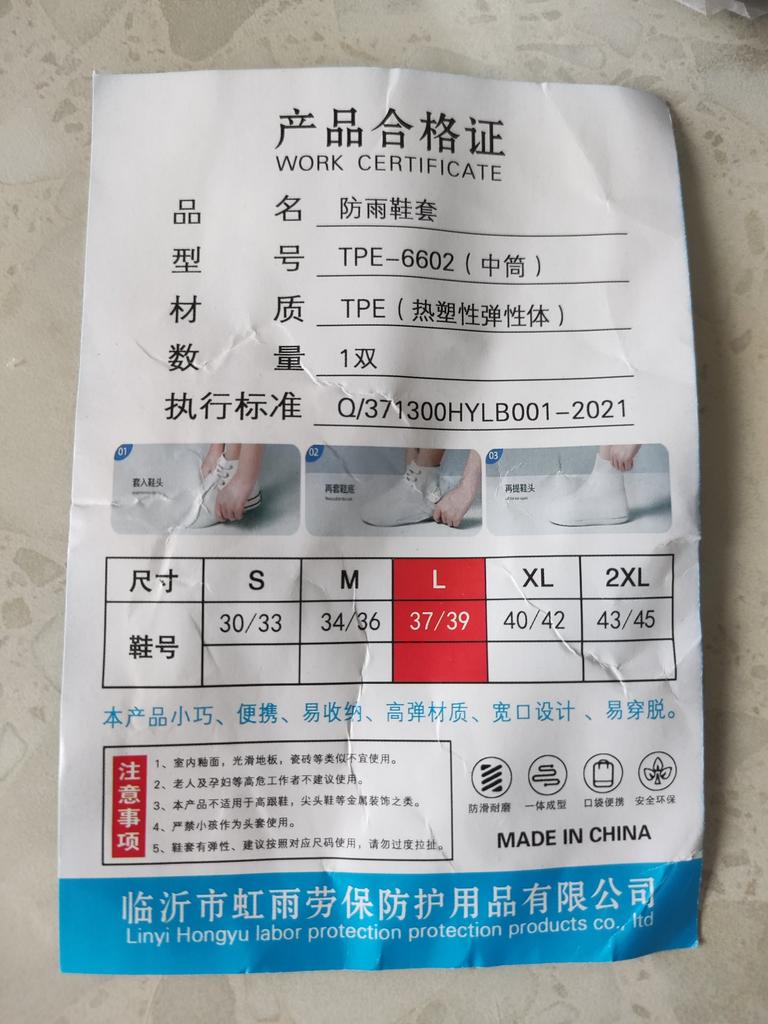 产品合格证
WORK CERTIFICATE
品名 防雨鞋套
型号 TPE-6602(中筒)
材质 TPE(热塑性弹性体)
数量 1双
执行标准 Q/371300HYLB001-2021
01 02 03
套入鞋头 再套鞋底 再提鞋头
尺寸 S M L XL 2XL
鞋号 30/33 34/36 37/39 40/42 43/45
本产品小巧、便携、易收纳、高弹材质、宽口设计、易穿脱。
注意事项
1、室内釉面，光滑地板，瓷砖等类似不宜使用。
2、老人及孕妇等高危工作者不建议使用。
3、本产品不适用于高跟鞋，尖头鞋等金属装饰之类。
4、严禁小孩作为头套使用。
5、鞋套有弹性、建议按照对应尺码使用，请勿过度拉扯。
防滑耐磨 一体成型 口袋便携 安全环保
MADE IN CHINA
临沂市虹雨劳保防护用品有限公司
Linyi Hongyu labor protection protection products co., ltd